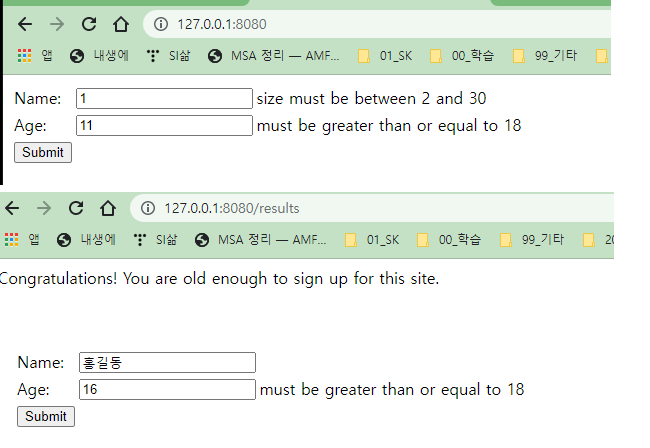 127.0.0.1:8080
앱 내생에 SI삶 MSA 정리 — AMF... 01_SK 00_학습 99_기타
Name: 1 size must be between 2 and 30
Age: 11 must be greater than or equal to 18
Submit
127.0.0.1:8080/results
앱 내생에 SI삶 MSA 정리 — AMF... 01_SK 00_학습 99_기타 20
Congratulations! You are old enough to sign up for this site.
Name: 홍길동
Age: 16 must be greater than or equal to 18
Submit